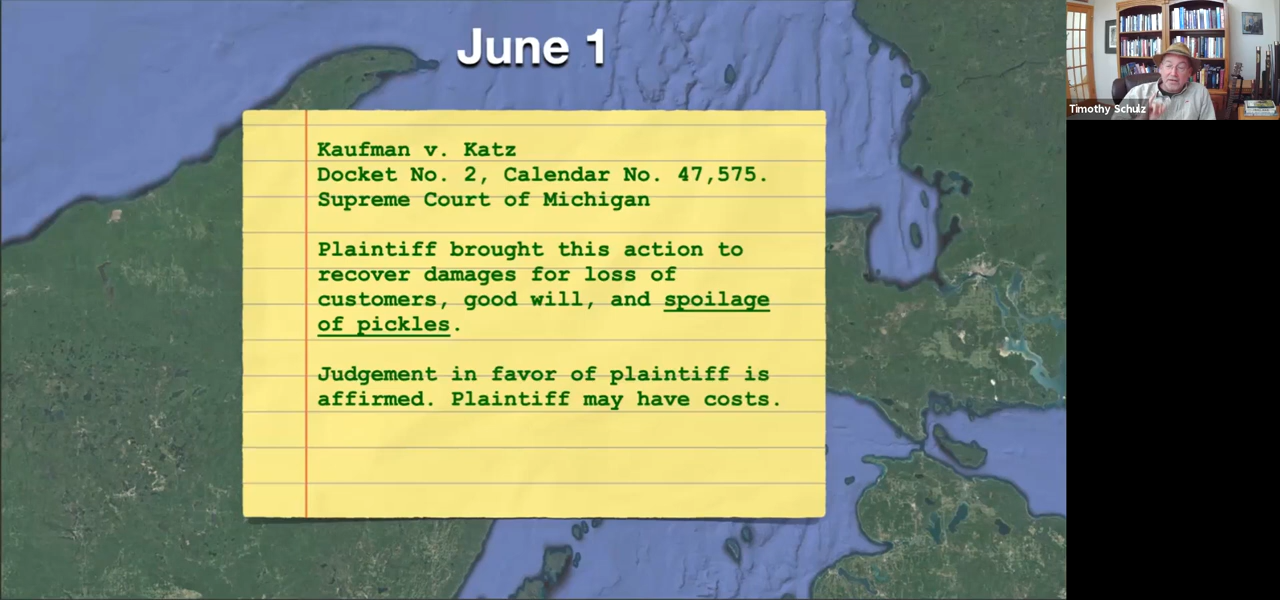 June 1
Kaufman v. Katz
Docket No. 2, Calendar No. 47,575.
Supreme Court of Michigan
Plaintiff brought this action to
recover damages for loss of
customers, good will, and spoilage
of pickles.
Judgement in favor of plaintiff is
affirmed. Plaintiff may have costs.
Timothy Schulz